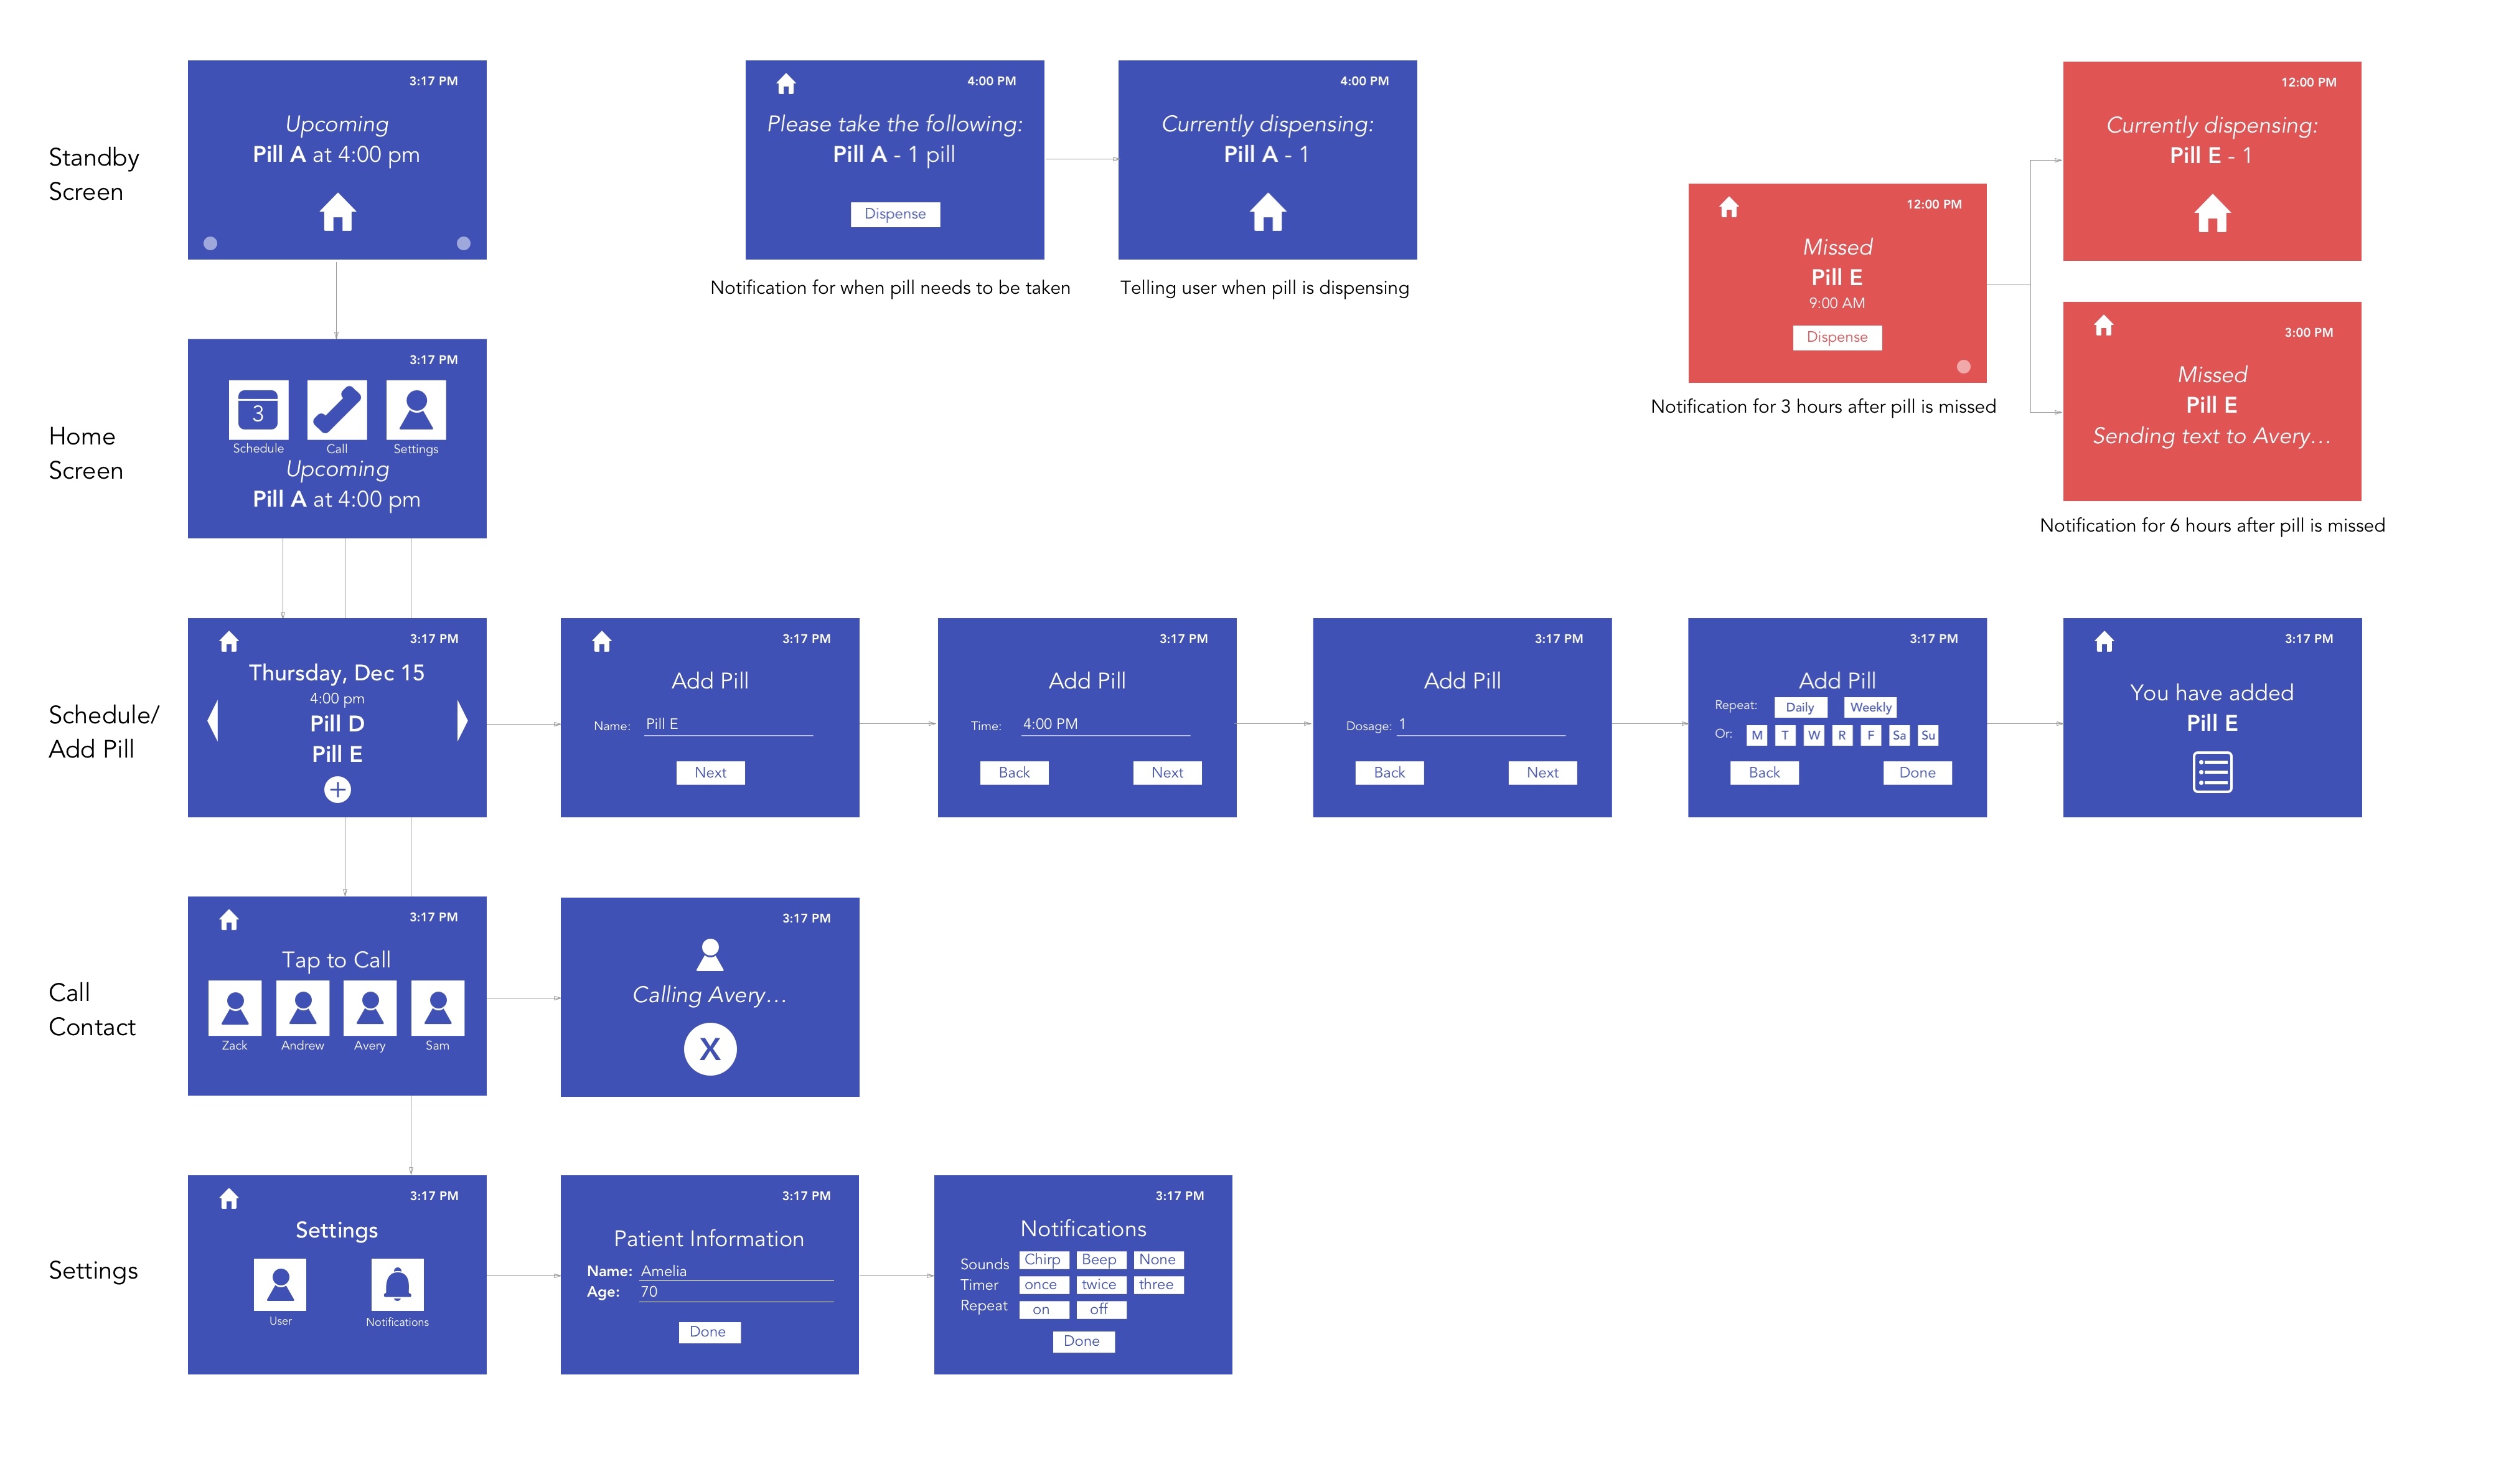 Standby
Screen
3:17 PM
Upcoming
Pill A at 4:00 pm
4:00 PM
Please take the following:
Pill A - 1 pill
Dispense
Notification for when pill needs to be taken
4:00 PM
Currently dispensing:
Pill A - 1
Telling user when pill is dispensing
12:00 PM
Missed
Pill E
9:00 AM
Dispense
Notification for 3 hours after pill is missed
12:00 PM
Currently dispensing:
Pill E - 1
3:00 PM
Missed
Pill E
Sending text to Avery...
Notification for 6 hours after pill is missed
Home
Screen
3:17 PM
3
Schedule Call Settings
Upcoming
Pill A at 4:00 pm
Schedule/
Add Pill
3:17 PM
Thursday, Dec 15
4:00 pm
Pill D
Pill E
3:17 PM
Add Pill
Name: Pill E
Next
3:17 PM
Add Pill
Time: 4:00 PM
Back Next
3:17 PM
Add Pill
Dosage: 1
Back Next
3:17 PM
Add Pill
Repeat: Daily Weekly
Or: M T W R F Sa Su
Back Done
3:17 PM
You have added
Pill E
Call
Contact
3:17 PM
Tap to Call
Zack Andrew Avery Sam
3:17 PM
Calling Avery...
X
Settings
3:17 PM
Settings
User Notifications
3:17 PM
Patient Information
Name: Amelia
Age: 70
Done
3:17 PM
Notifications
Sounds Chirp Beep None
Timer once twice three
Repeat on off
Done